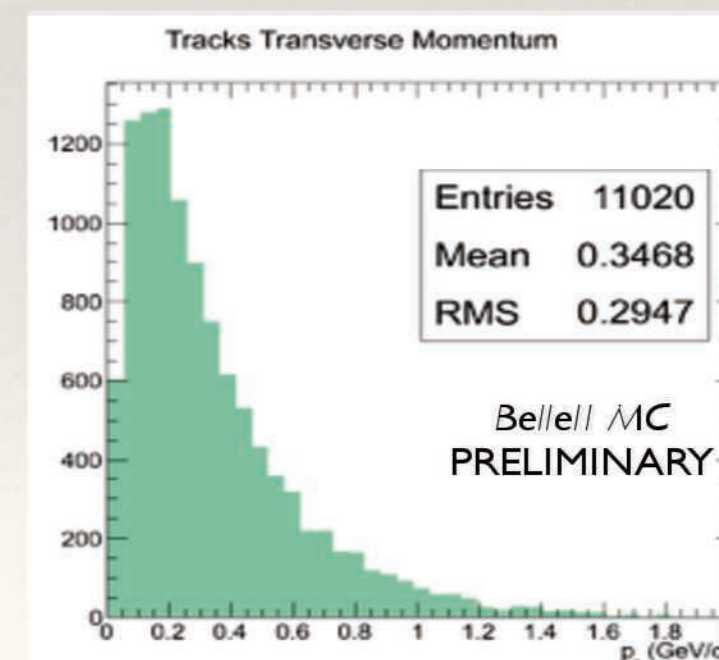 Tracks Transverse Momentum
1200
1000
800
600
400
200
0
Entries 11020
Mean 0.3468
RMS 0.2947
BelleII MC
PRELIMINARY
0 0.2 0.4 0.6 0.8 1 1.2 1.4 1.6 1.8
p (GeV/c